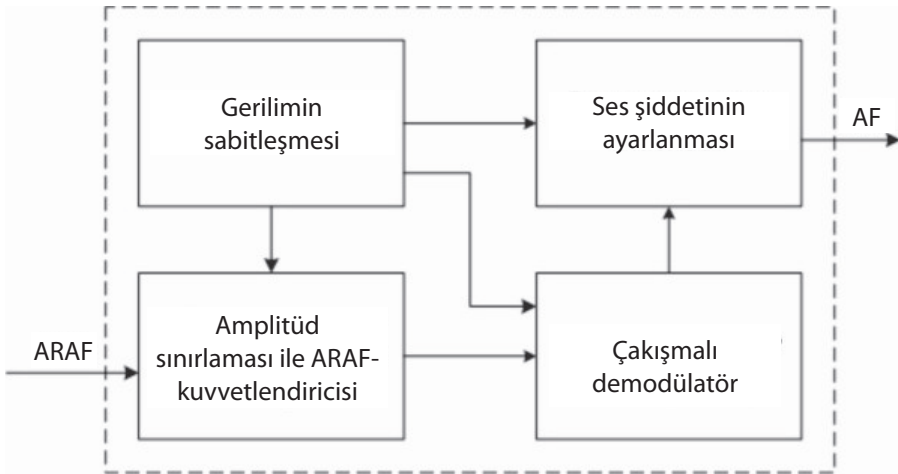 Gerilimin
sabitleşmesi
Ses şiddetinin
ayarlanması
AF
ARAF
Amplitüd
sınırlaması ile ARAF-
kuvvetlendiricisi
Çakışmalı
demodülatör